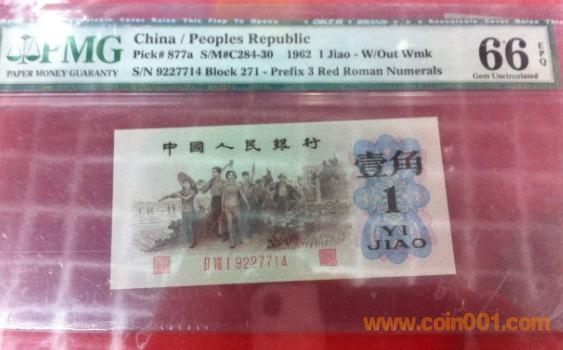 PMG
PAPER MONEY GUARANTY
China / Peoples Republic
Pick# 877a S/M#C284-30 1962 1 Jiao - W/Out Wmk
S/N 9227714 Block 271 - Prefix 3 Red Roman Numerals
66 EPQ
Gem Uncirculated
中國人民銀行
壹角
1
YI
JIAO
II VII I 9227714
www.coin001.com